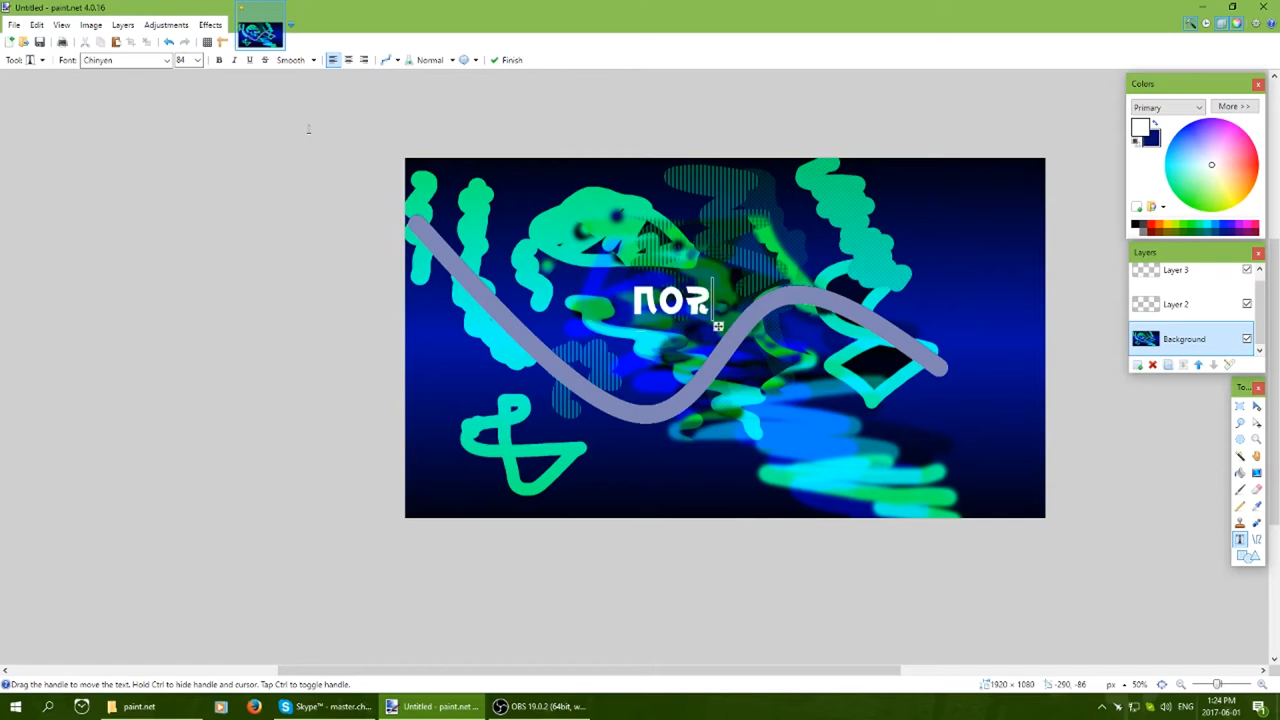 Untitled - paint.net 4.0.16
File Edit View Image Layers Adjustments Effects
Tool: T Font: Chinyen 84 B I U S Smooth Normal Finish
Colors
Primary More >>
NOR
Layers
Layer 3
Layer 2
Background
To...
T
Drag the handle to move the text. Hold Ctrl to hide handle and cursor. Tap Ctrl to toggle handle.
1920 × 1080 -290, -86 px 50%
paint.net Skype™ - master.ch... Untitled - paint.net ... OBS 19.0.2 (64bit, w... ENG 1:24 PM
2017-06-01